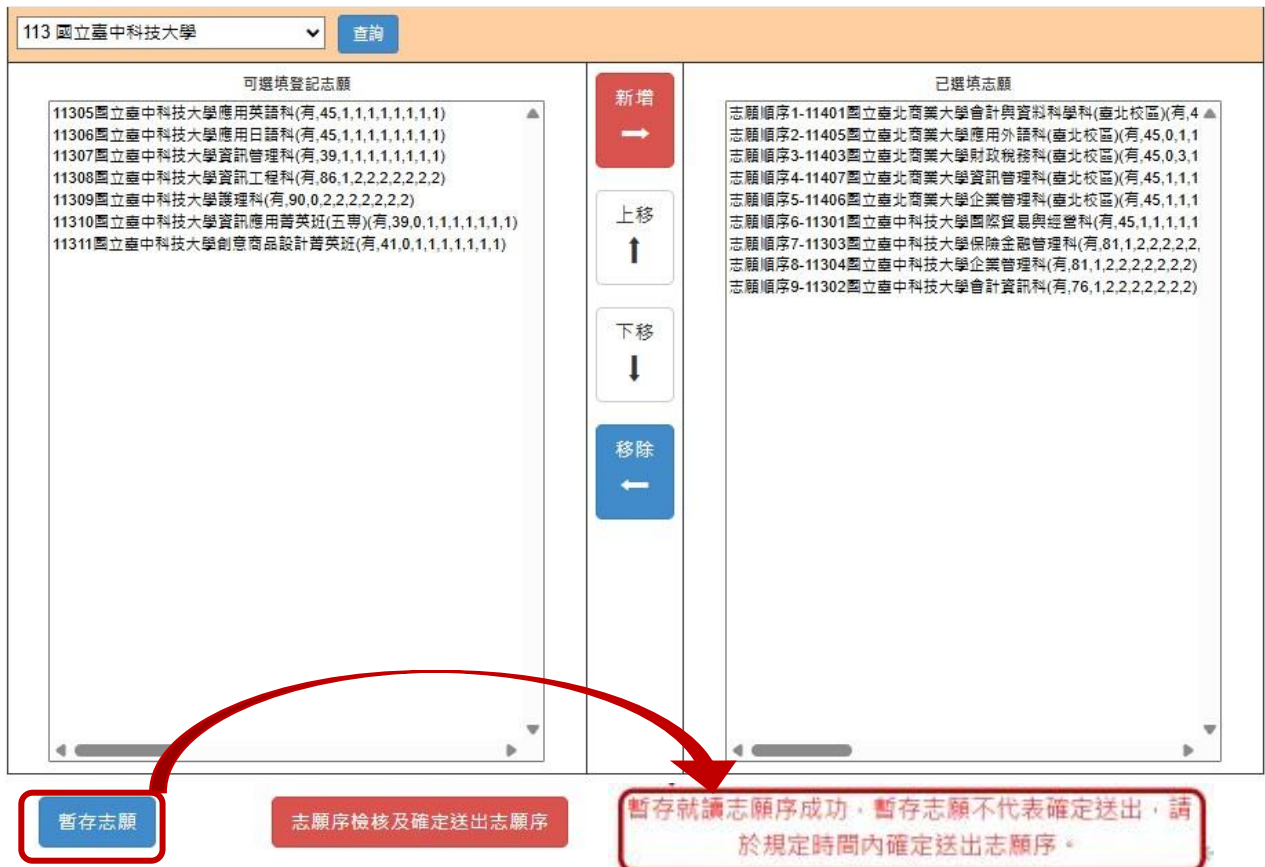 113 國立臺中科技大學
查詢
可選填登記志願
11305國立臺中科技大學應用英語科(有,45,1,1,1,1,1,1,1,1)
11306國立臺中科技大學應用日語科(有,45,1,1,1,1,1,1,1,1)
11307國立臺中科技大學資訊管理科(有,39,1,1,1,1,1,1,1,1)
11308國立臺中科技大學資訊工程科(有,86,1,2,2,2,2,2,2,2)
11309國立臺中科技大學護理科(有,90,0,2,2,2,2,2,2,2)
11310國立臺中科技大學資訊應用菁英班(五專)(有,39,0,1,1,1,1,1,1,1)
11311國立臺中科技大學創意商品設計菁英班(有,41,0,1,1,1,1,1,1,1)
新增
上移
下移
移除
已選填志願
志願順序1-11401國立臺北商業大學會計與資料科學科(臺北校區)(有,4
志願順序2-11405國立臺北商業大學應用外語科(臺北校區)(有,45,0,1,1
志願順序3-11403國立臺北商業大學財政稅務科(臺北校區)(有,45,0,3,1
志願順序4-11407國立臺北商業大學資訊管理科(臺北校區)(有,45,1,1,1
志願順序5-11406國立臺北商業大學企業管理科(臺北校區)(有,45,1,1,1
志願順序6-11301國立臺中科技大學國際貿易與經營科(有,45,1,1,1,1,1
志願順序7-11303國立臺中科技大學保險金融管理科(有,81,1,2,2,2,2,2,
志願順序8-11304國立臺中科技大學企業管理科(有,81,1,2,2,2,2,2,2,2)
志願順序9-11302國立臺中科技大學會計資訊科(有,76,1,2,2,2,2,2,2,2)
暫存志願
志願序檢核及確定送出志願序
暫存就讀志願序成功，暫存志願不代表確定送出，請
於規定時間內確定送出志願序。